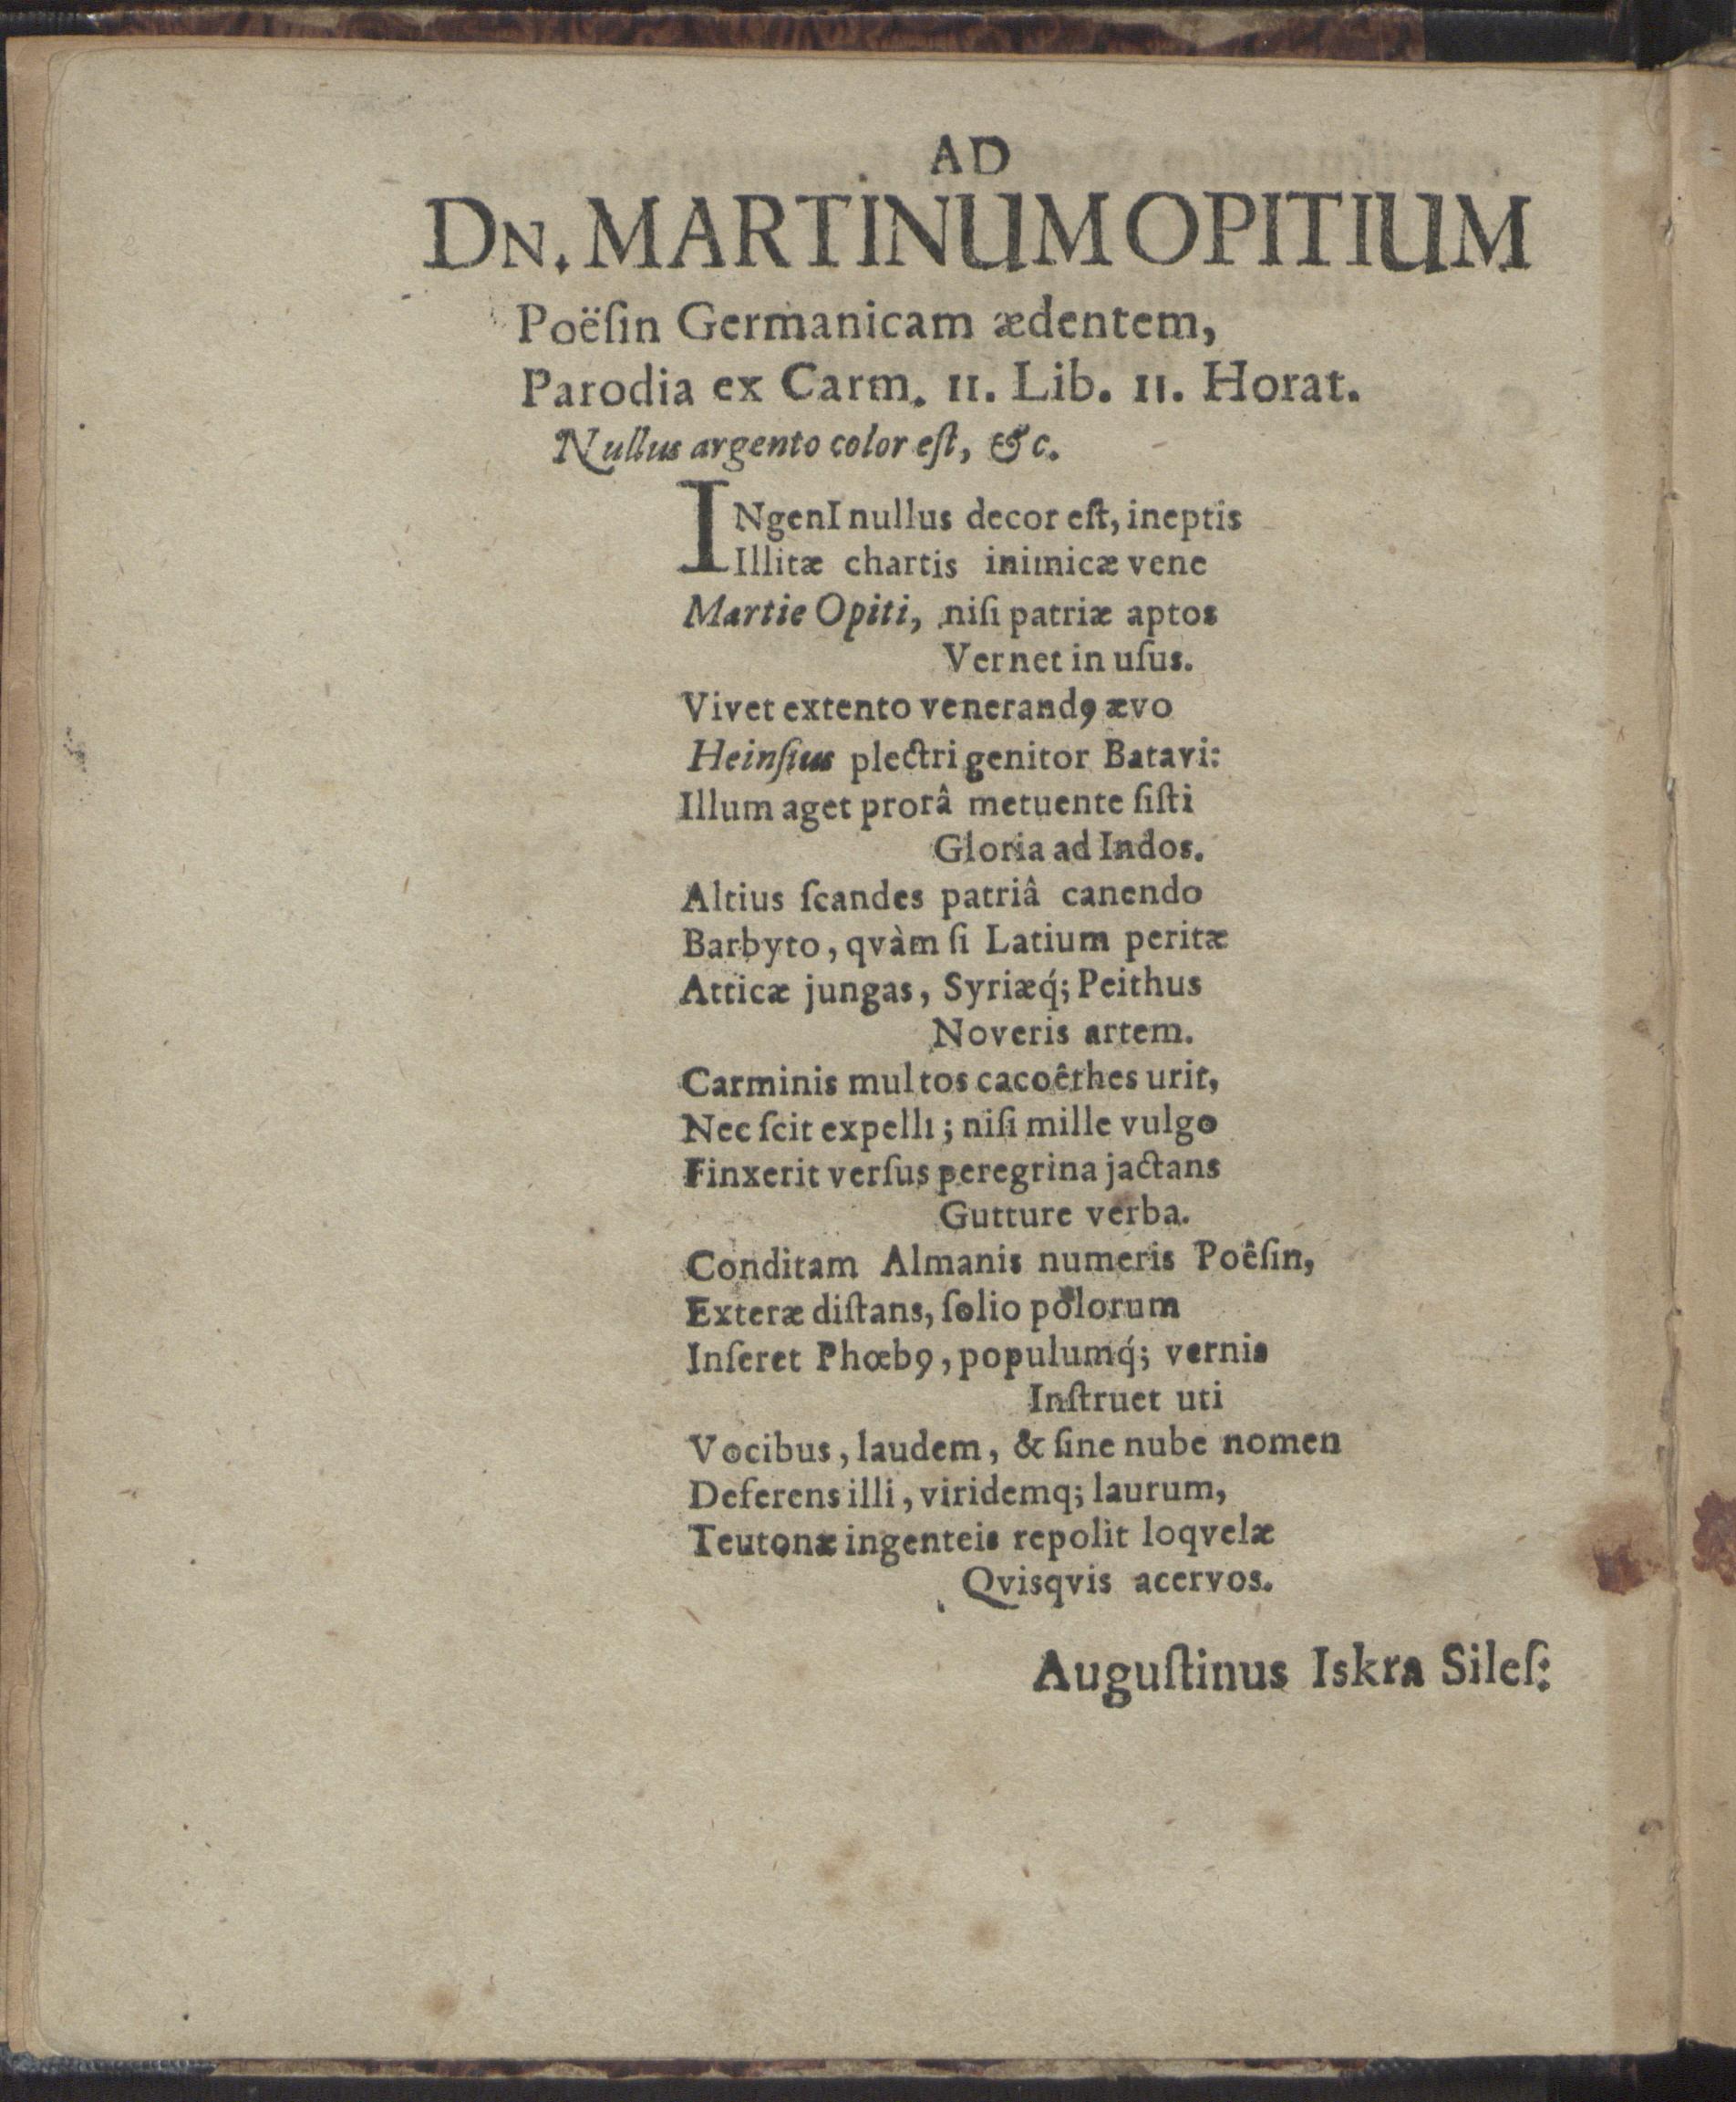 AD
DN. MARTINUM OPITIUM
Poëſin Germanicam ædentem,
Parodia ex Carm. II. Lib. II. Horat.
Nullus argento color eſt, &c.
INgenI nullus decor eſt, ineptis
Illitæ chartis inimicæ vene
Martie Opiti, niſi patriæ aptos
Vernet in uſus.
Vivet extento venerandꝰ ævo
Heinſius plectri genitor Batavi:
Illum aget prorâ metuente ſiſti
Gloria ad Indos.
Altius ſcandes patriâ canendo
Barbyto, qvàm ſi Latium peritæ
Atticæ jungas, Syriæq́; Peithus
Noveris artem.
Carminis multos cacoêthes urit,
Nec ſcit expelli; niſi mille vulgo
Finxerit verſus peregrina jactans
Gutture verba.
Conditam Almanis numeris Poêſin,
Exteræ diſtans, ſolio polorum
Inſeret Phœbꝰ, populumq́; vernis
Inſtruet uti
Vocibus, laudem, & ſine nube nomen
Deferens illi, viridemq; laurum,
Teutonæ ingenteis repolit loqvelæ
Qvisqvis acervos.
Auguſtinus Iskra Sileſ: